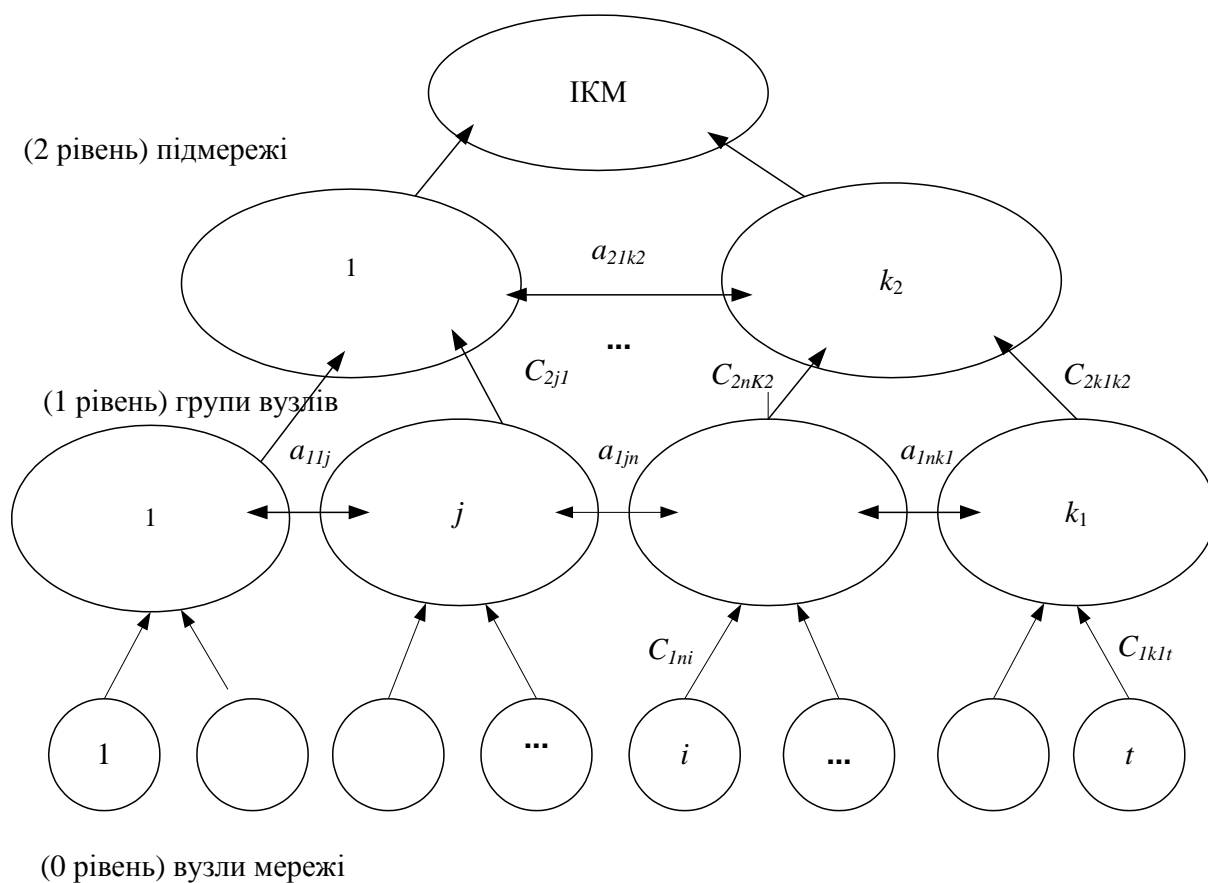 ІКМ
(2 рівень) підмережі
1
a21k2
k2
...
C2j1
C2nK2
C2k1k2
(1 рівень) групи вузлів
a11j
a1jn
a1nk1
1
j
k1
C1ni
C1k1t
1
...
i
...
t
(0 рівень) вузли мережі